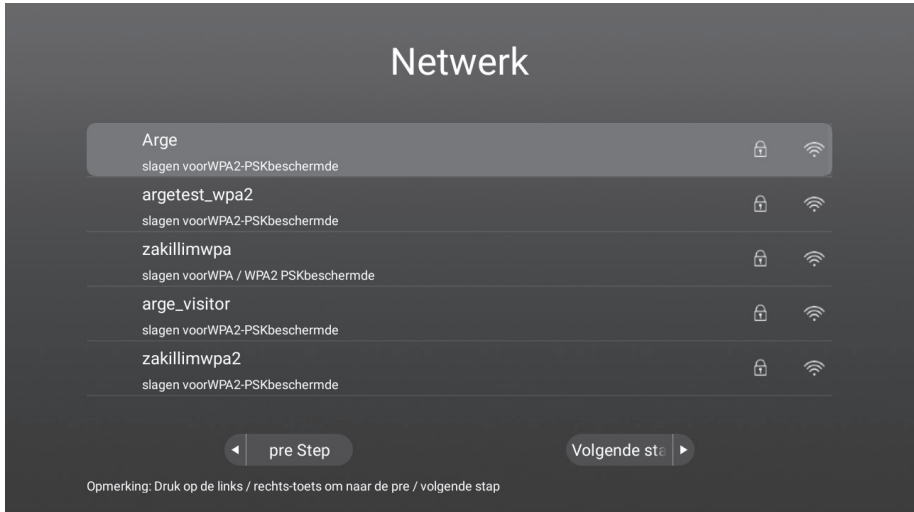 Netwerk
Arge
slagen voorWPA2-PSKbeschermde
argetest_wpa2
slagen voorWPA2-PSKbeschermde
zakillimwpa
slagen voorWPA / WPA2 PSKbeschermde
arge_visitor
slagen voorWPA2-PSKbeschermde
zakillimwpa2
slagen voorWPA2-PSKbeschermde
pre Step
Volgende sta
Opmerking: Druk op de links / rechts-toets om naar de pre / volgende stap